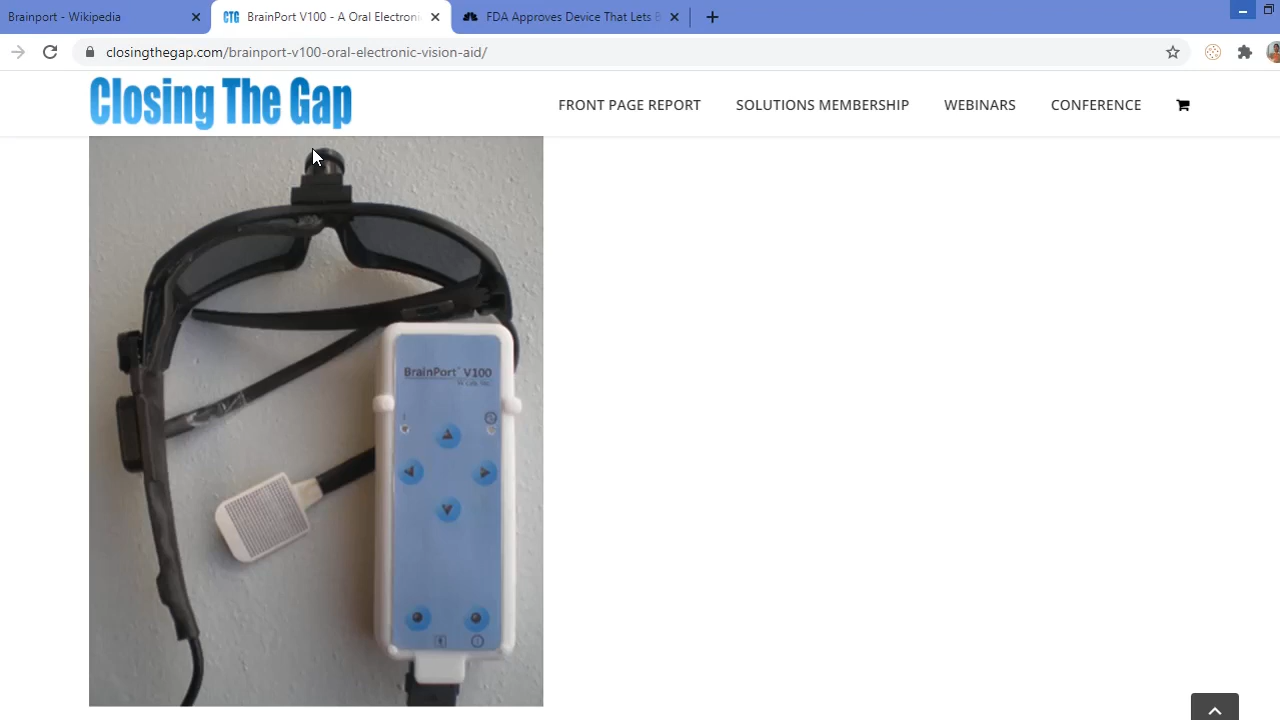 Brainport - Wikipedia
CTG BrainPort V100 - A Oral Electroni
FDA Approves Device That Lets B
closingthegap.com/brainport-v100-oral-electronic-vision-aid/
Closing The Gap
FRONT PAGE REPORT
SOLUTIONS MEMBERSHIP
WEBINARS
CONFERENCE
BrainPort V100